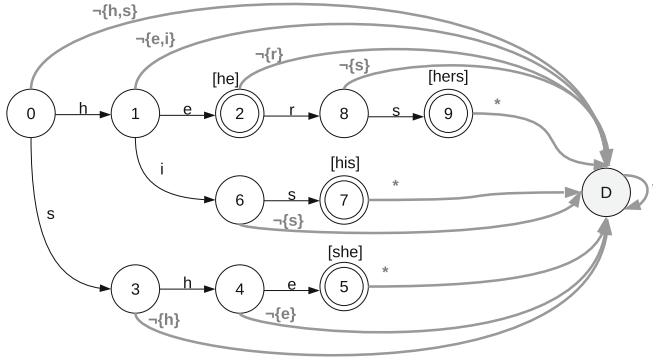 ¬{h,s}
¬{e,i}
¬{r}
¬{s}
[he]
[hers]
0
h
1
e
2
r
8
s
9
*
i
[his]
6
s
7
*
D
¬{s}
s
[she]
3
h
4
e
5
*
¬{h}
¬{e}